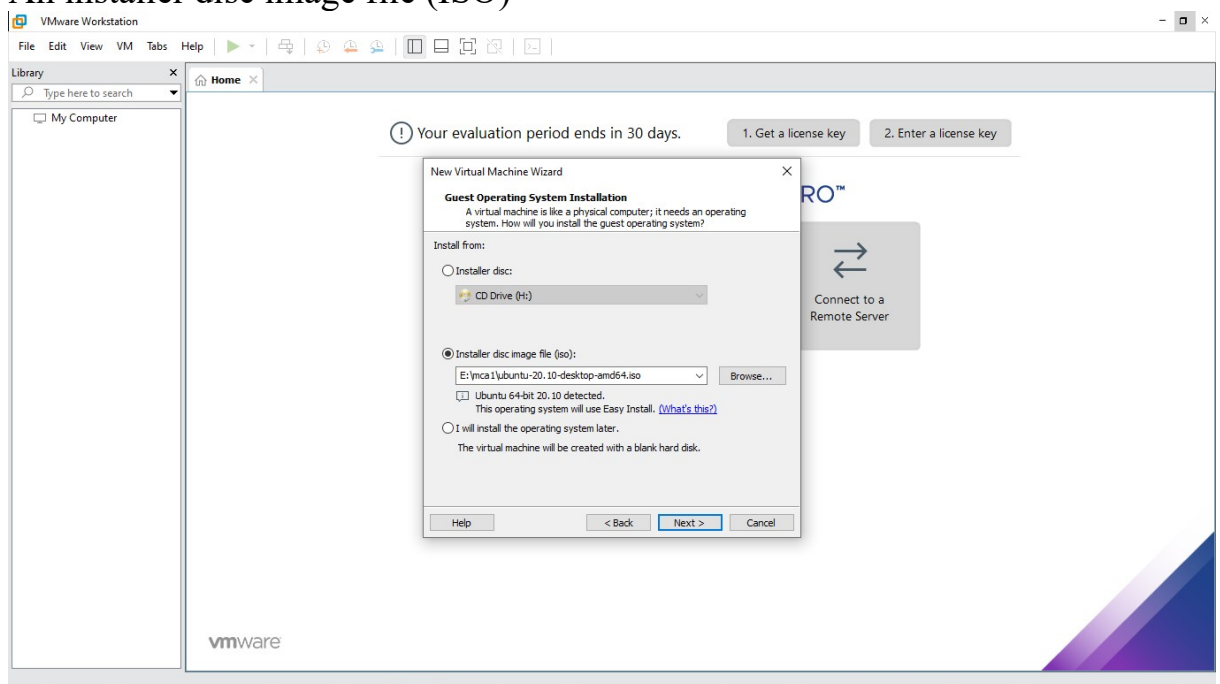 An installer disc image file (ISO)
VMware Workstation
File Edit View VM Tabs Help
Library
Home
Type here to search
My Computer
Your evaluation period ends in 30 days.
1. Get a license key
2. Enter a license key
RO™
New Virtual Machine Wizard
Guest Operating System Installation
A virtual machine is like a physical computer; it needs an operating
system. How will you install the guest operating system?
Install from:
Installer disc:
CD Drive (H:)
Installer disc image file (iso):
E:\mca1\ubuntu-20.10-desktop-amd64.iso
Browse...
Ubuntu 64-bit 20.10 detected.
This operating system will use Easy Install. (What's this?)
I will install the operating system later.
The virtual machine will be created with a blank hard disk.
Help
< Back
Next >
Cancel
Connect to a
Remote Server
vmware